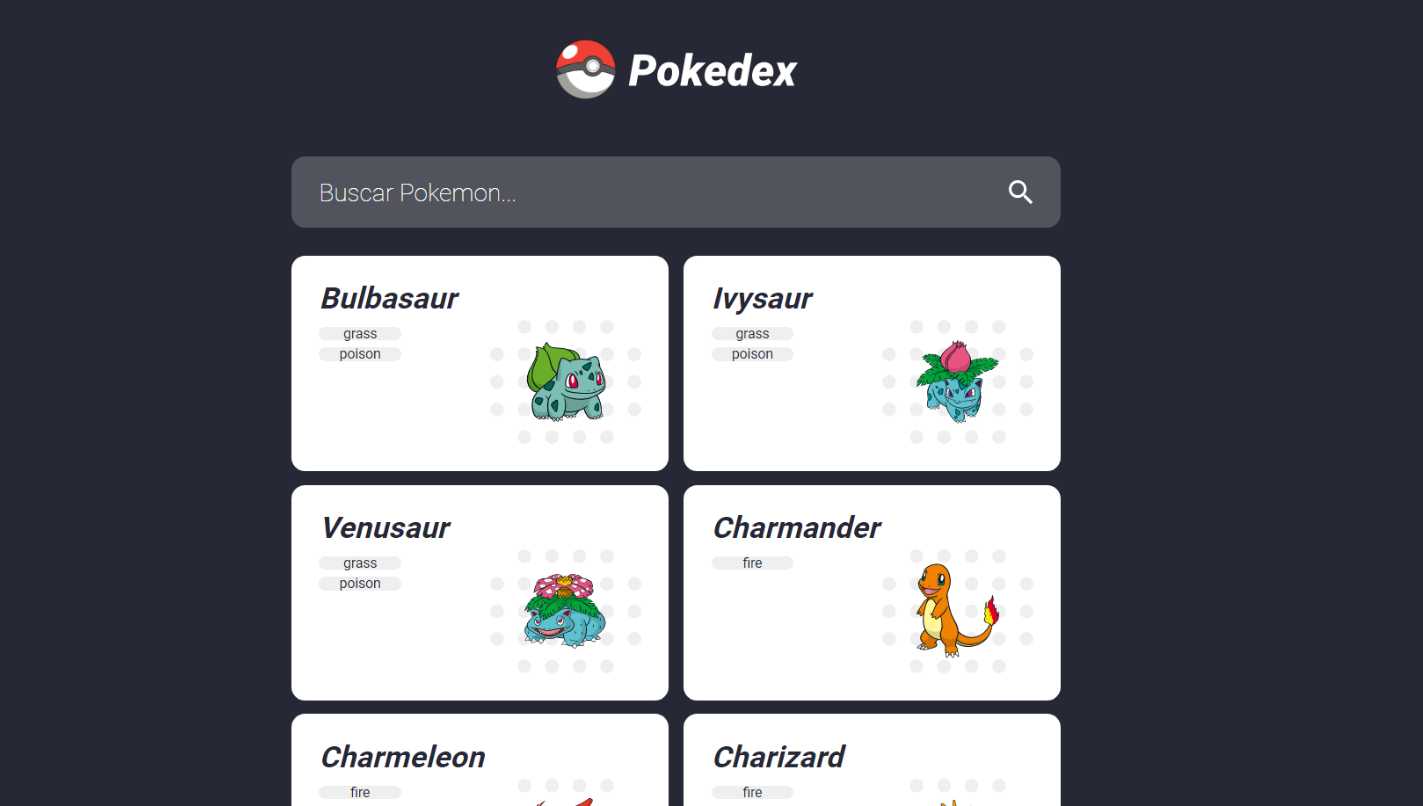 Pokedex
Buscar Pokemon...
Bulbasaur
grass
poison
Ivysaur
grass
poison
Venusaur
grass
poison
Charmander
fire
Charmeleon
fire
Charizard
fire